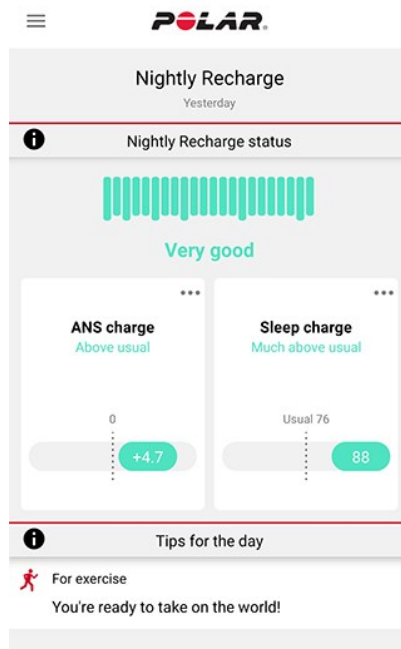 POLAR.
Nightly Recharge
Yesterday
Nightly Recharge status
Very good
ANS charge
Above usual
0
+4.7
Sleep charge
Much above usual
Usual 76
88
Tips for the day
For exercise
You're ready to take on the world!